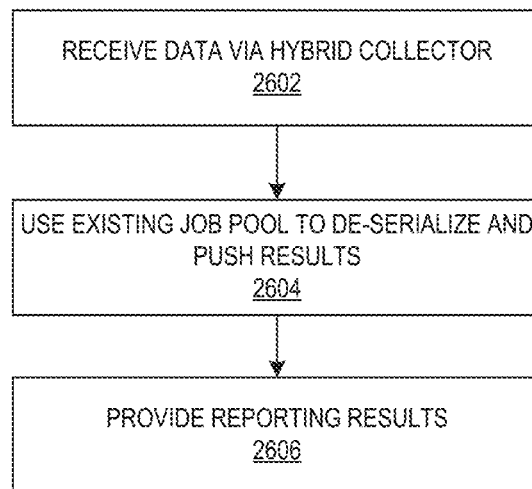 RECEIVE DATA VIA HYBRID COLLECTOR
2602
USE EXISTING JOB POOL TO DE-SERIALIZE AND
PUSH RESULTS
2604
PROVIDE REPORTING RESULTS
2606